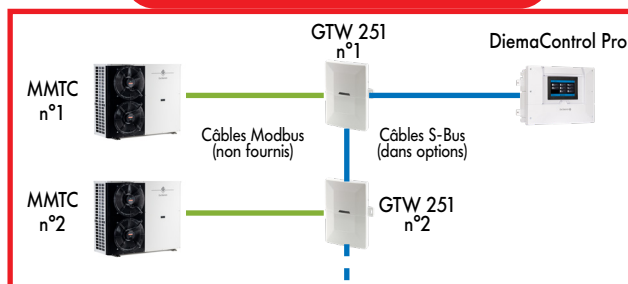 GTW 251
n°1
DiemaControl Pro
MMTC
n°1
Câbles Modbus
(non fournis)
Câbles S-Bus
(dans options)
MMTC
n°2
GTW 251
n°2